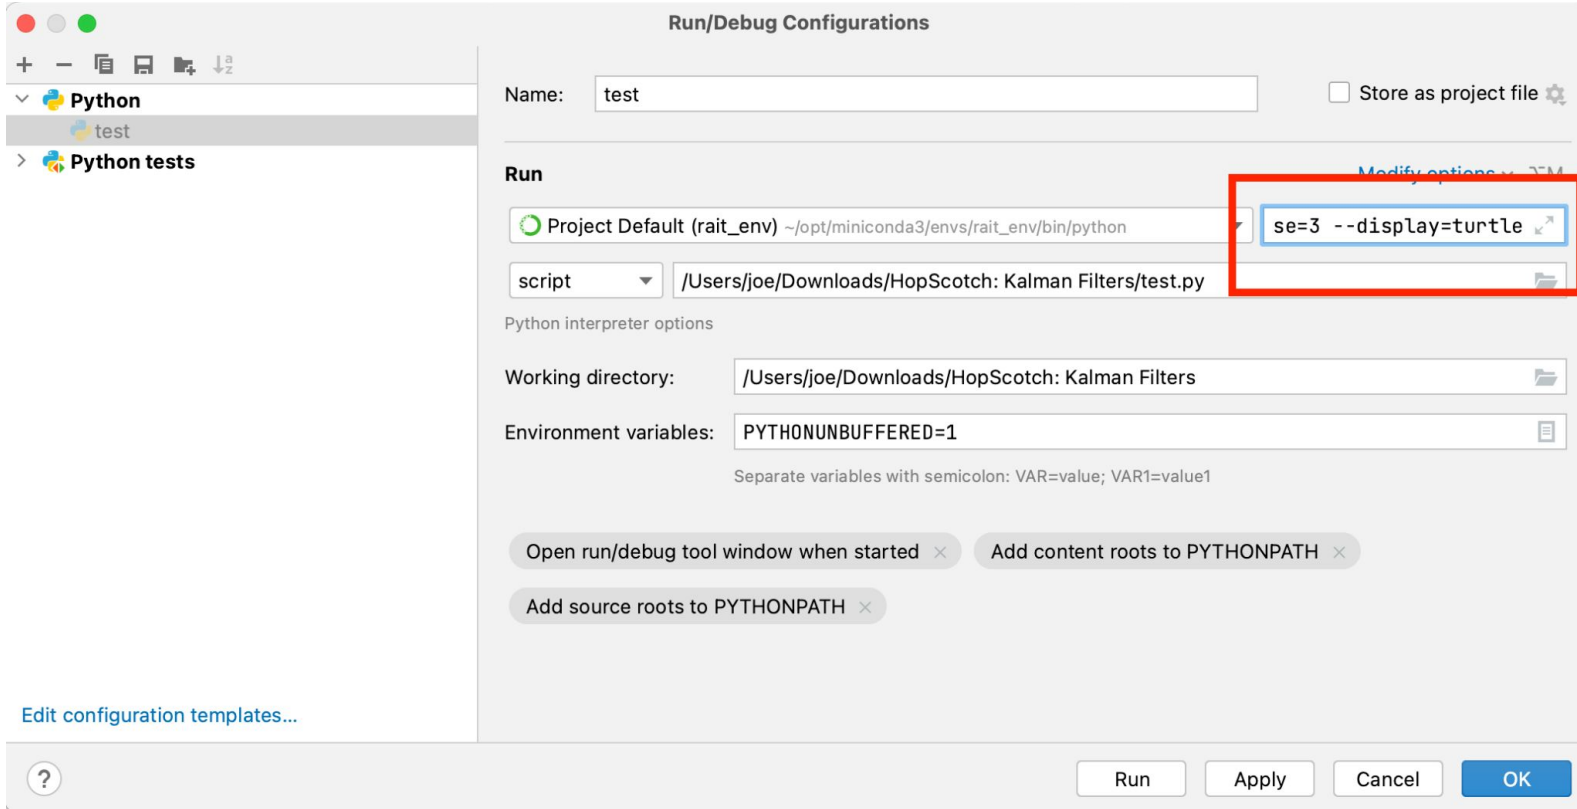 Run/Debug Configurations
Python
test
Python tests
Edit configuration templates...
Name: test Store as project file
Run Modify options ⌥M
Project Default (rait_env) ~/opt/miniconda3/envs/rait_env/bin/python se=3 --display=turtle
script /Users/joe/Downloads/HopScotch: Kalman Filters/test.py
Python interpreter options
Working directory: /Users/joe/Downloads/HopScotch: Kalman Filters
Environment variables: PYTHONUNBUFFERED=1
Separate variables with semicolon: VAR=value; VAR1=value1
Open run/debug tool window when started × Add content roots to PYTHONPATH ×
Add source roots to PYTHONPATH ×
? Run Apply Cancel OK